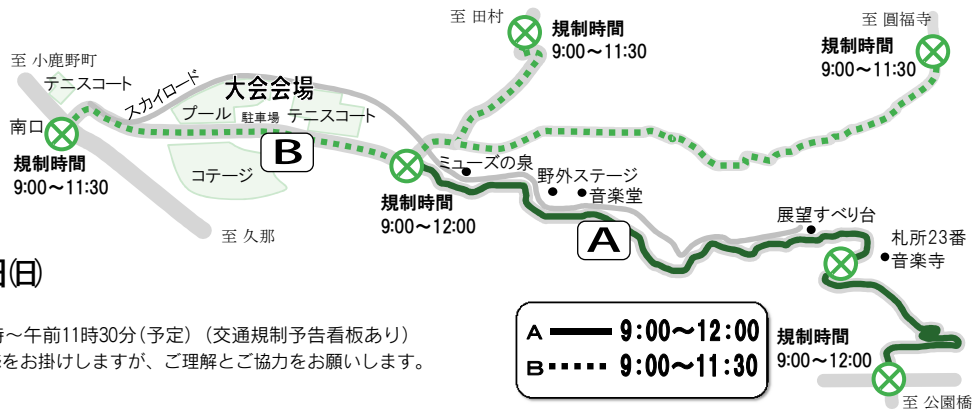 至 田村
規制時間
9:00～11:30
至 圓福寺
規制時間
9:00～11:30
至 小鹿野町
テニスコート
スカイロード
大会会場
プール
駐車場
テニスコート
南口
規制時間
9:00～11:30
B
コテージ
至 久那
ミューズの泉
規制時間
9:00～12:00
野外ステージ
音楽堂
A
展望すべり台
札所23番
音楽寺
(日)
～午前11時30分(予定) (交通規制予告看板あり)
をお掛けしますが、ご理解とご協力をお願いします。
A 9:00～12:00
B 9:00～11:30
規制時間
9:00～12:00
至 公園橋